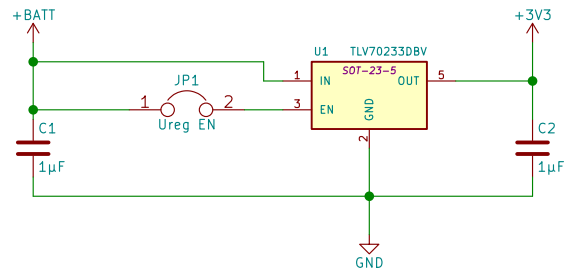 +BATT
+3V3
U1 TLV70233DBV
SOT-23-5
JP1
1 IN OUT 5
1 2 3 EN
GND
Ureg EN
C1
C2
2
1µF
1µF
GND